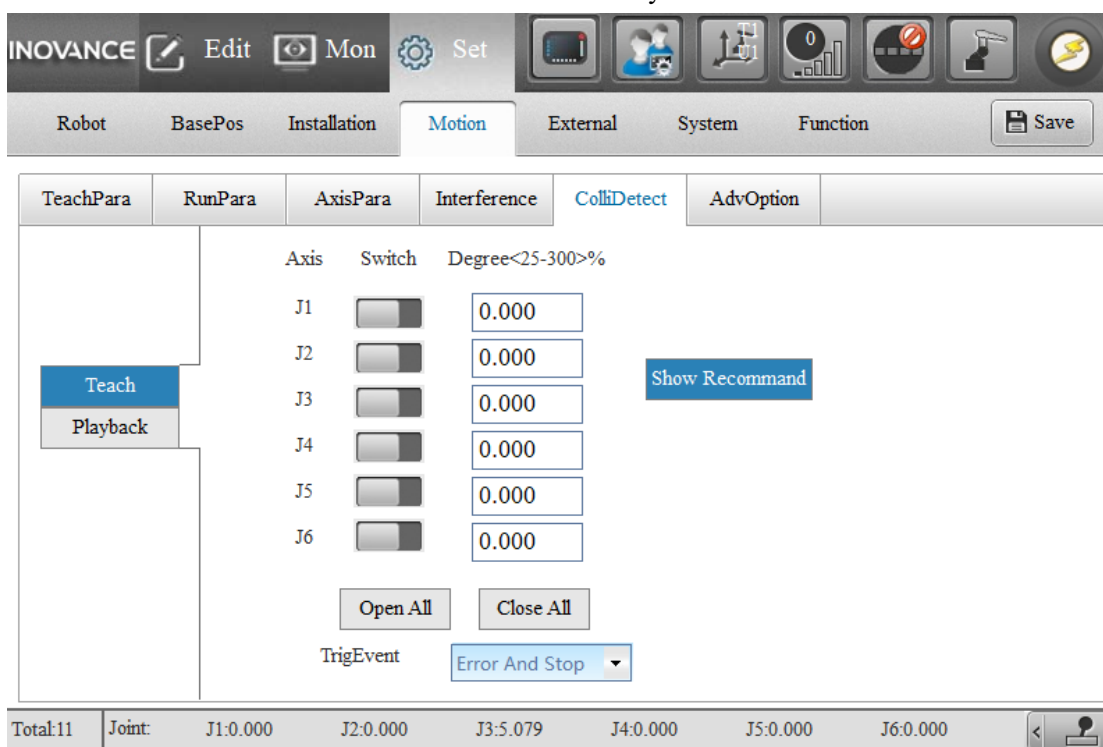 INOVANCE Edit Mon Set T1 U1 0
Robot BasePos Installation Motion External System Function Save
TeachPara RunPara AxisPara Interference ColliDetect AdvOption
Axis Switch Degree<25-300>%
J1 0.000
J2 0.000
Show Recommand
Teach
J3 0.000
Playback
J4 0.000
J5 0.000
J6 0.000
Open All Close All
TrigEvent Error And Stop
Total:11 Joint: J1:0.000 J2:0.000 J3:5.079 J4:0.000 J5:0.000 J6:0.000 <